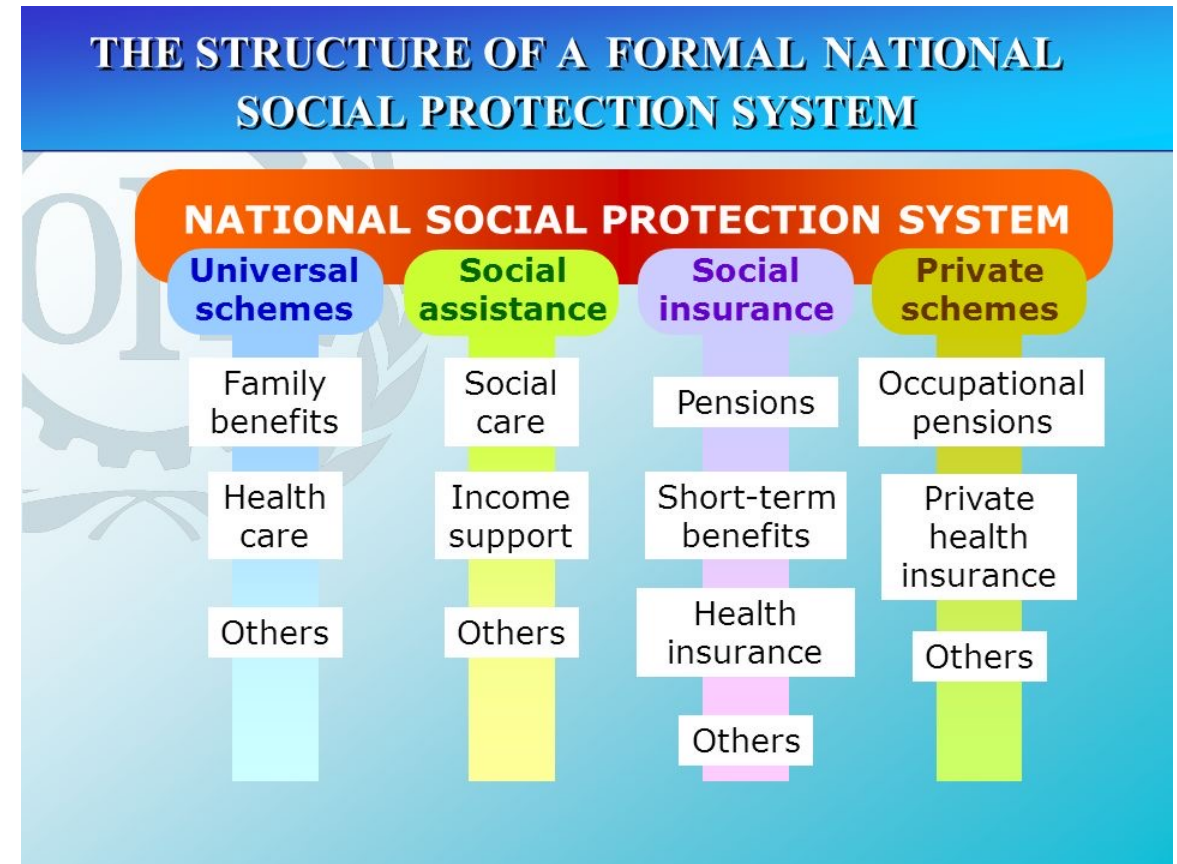 THE STRUCTURE OF A FORMAL NATIONAL
SOCIAL PROTECTION SYSTEM
NATIONAL SOCIAL PROTECTION SYSTEM
Universal
schemes
Family
benefits
Health
care
Others
Social
assistance
Social
care
Income
support
Others
Social
insurance
Pensions
Short-term
benefits
Health
insurance
Others
Private
schemes
Occupational
pensions
Private
health
insurance
Others